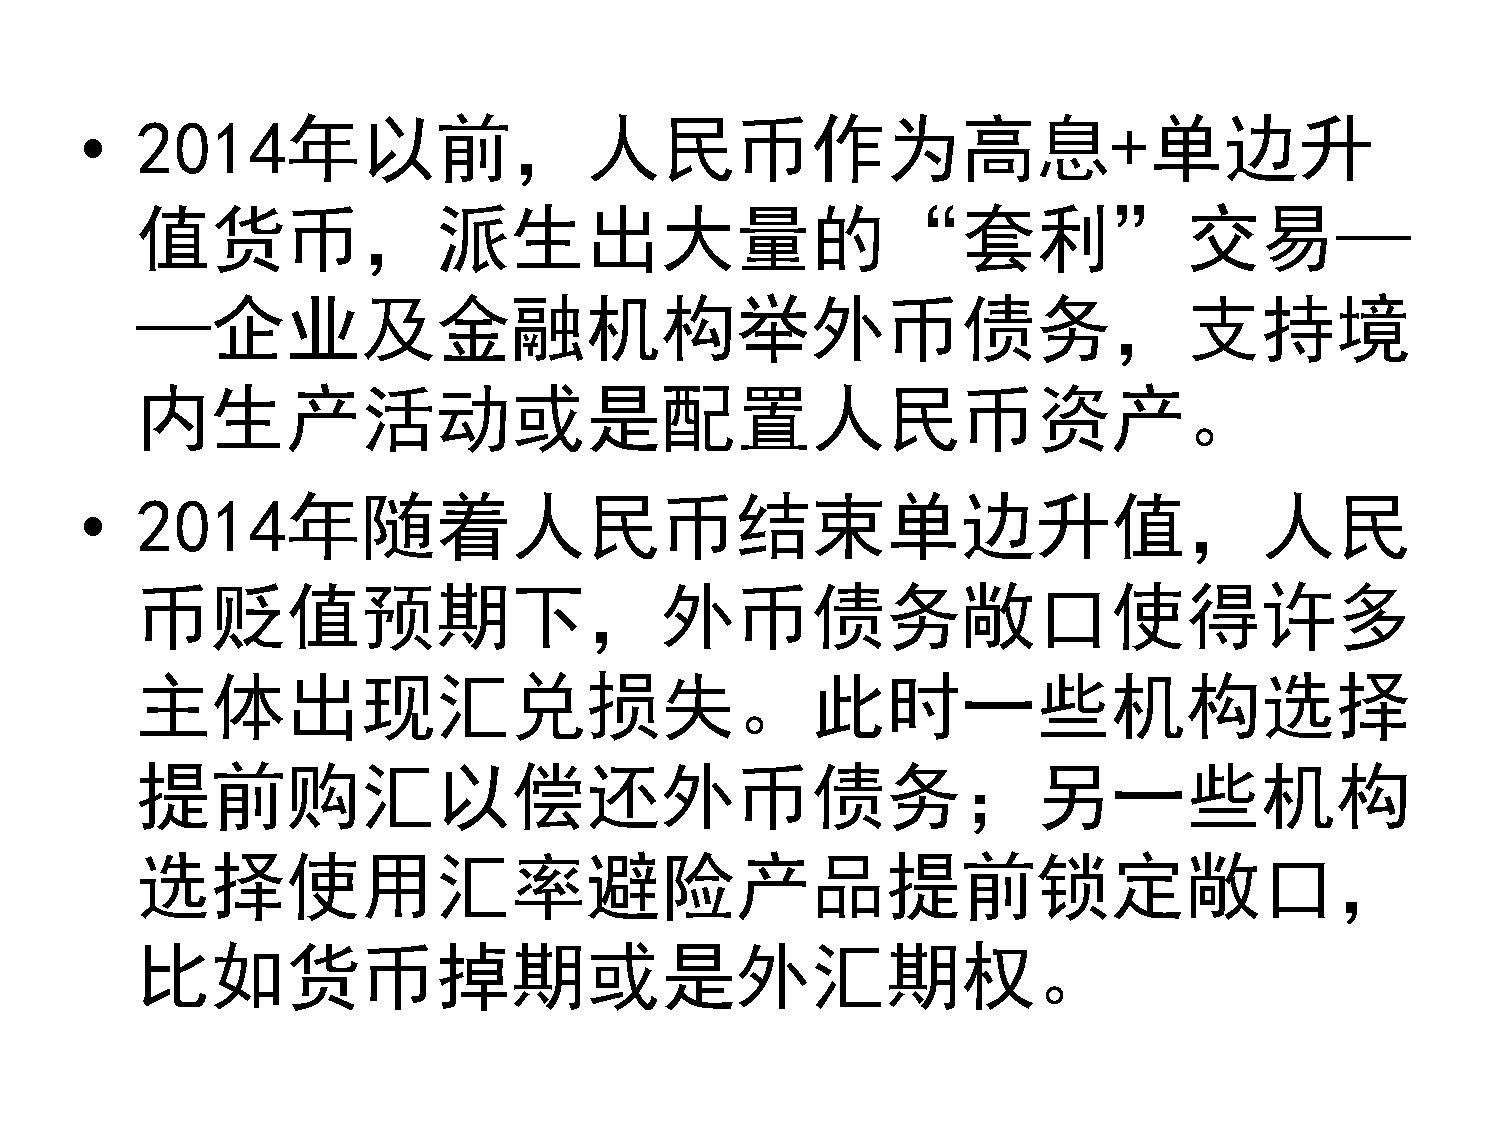 • 2014年以前，人民币作为高息+单边升
值货币，派生出大量的“套利”交易—
—企业及金融机构举外币债务，支持境
内生产活动或是配置人民币资产。
• 2014年随着人民币结束单边升值，人民
币贬值预期下，外币债务敞口使得许多
主体出现汇兑损失。此时一些机构选择
提前购汇以偿还外币债务；另一些机构
选择使用汇率避险产品提前锁定敞口，
比如货币掉期或是外汇期权。